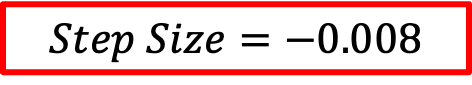 Step Size = −0.008